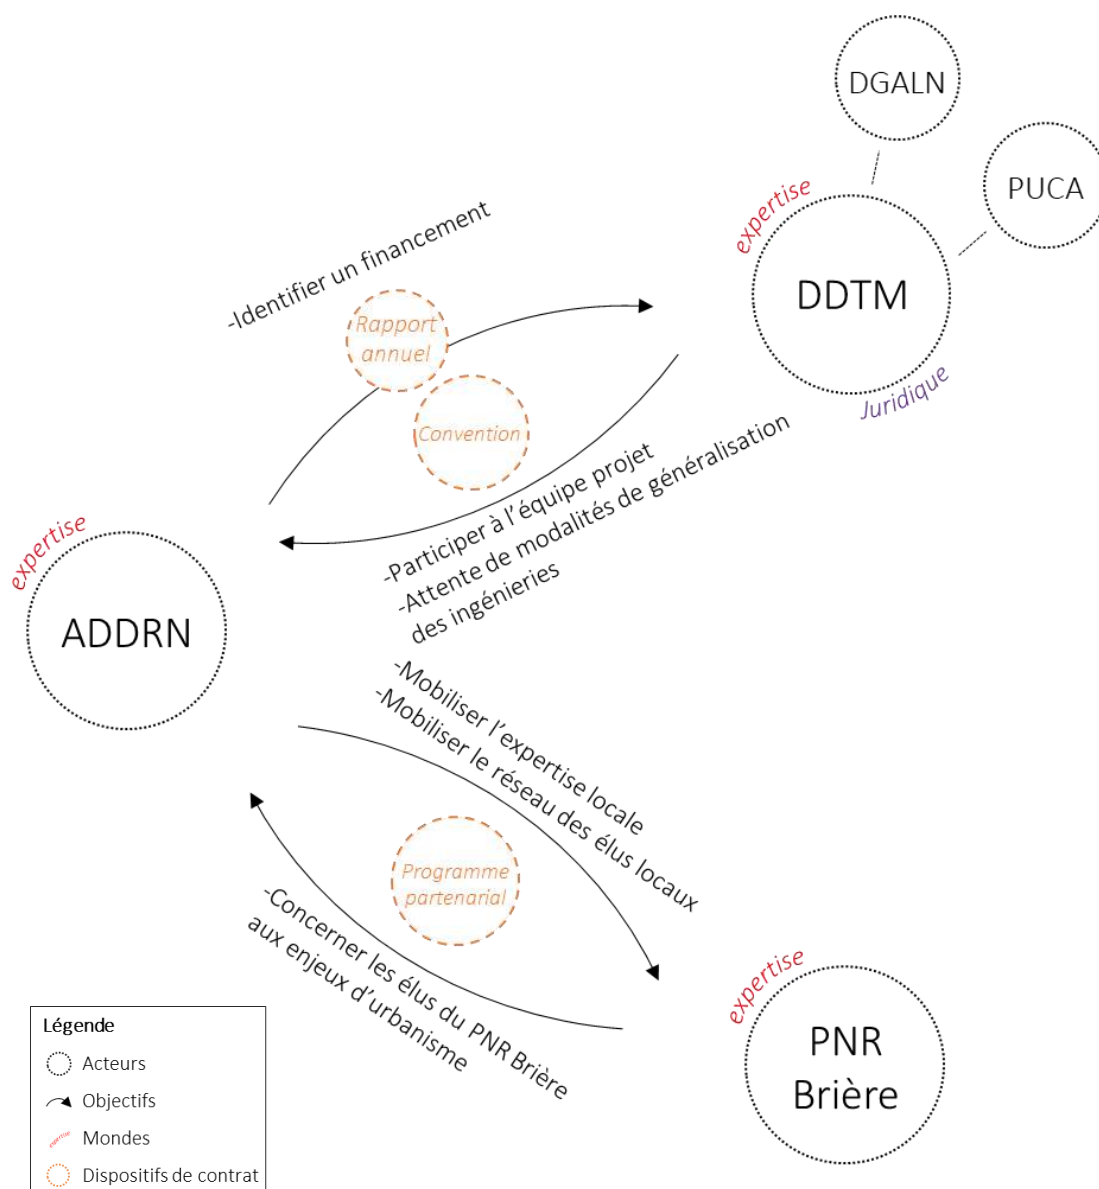 DGALN
PUCA
expertise
DDTM
Juridique
-Identifier un financement
Rapport
annuel
Convention
-Participer à l'équipe projet
-Attente de modalités de généralisation
des ingénieries
expertise
ADDRN
-Mobiliser l'expertise locale
-Mobiliser le réseau des élus locaux
Programme
partenarial
-Concerner les élus du PNR Brière
aux enjeux d'urbanisme
expertise
PNR
Brière
Légende
Acteurs
Objectifs
expertise
Mondes
Dispositifs de contrat